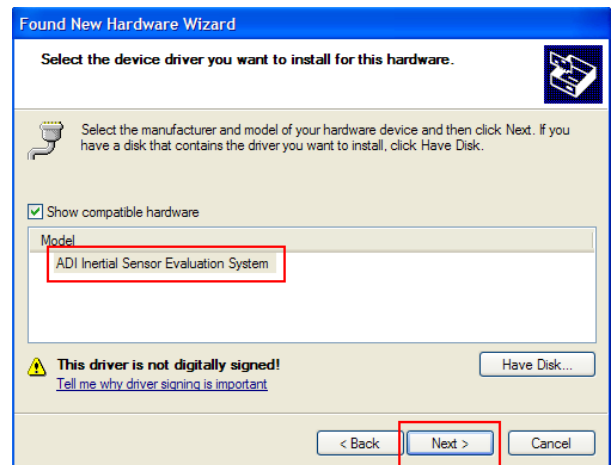 Found New Hardware Wizard
Select the device driver you want to install for this hardware.
Select the manufacturer and model of your hardware device and then click Next. If you
have a disk that contains the driver you want to install, click Have Disk.
Show compatible hardware
Model
ADI Inertial Sensor Evaluation System
This driver is not digitally signed!
Have Disk...
Tell me why driver signing is important
< Back
Next >
Cancel